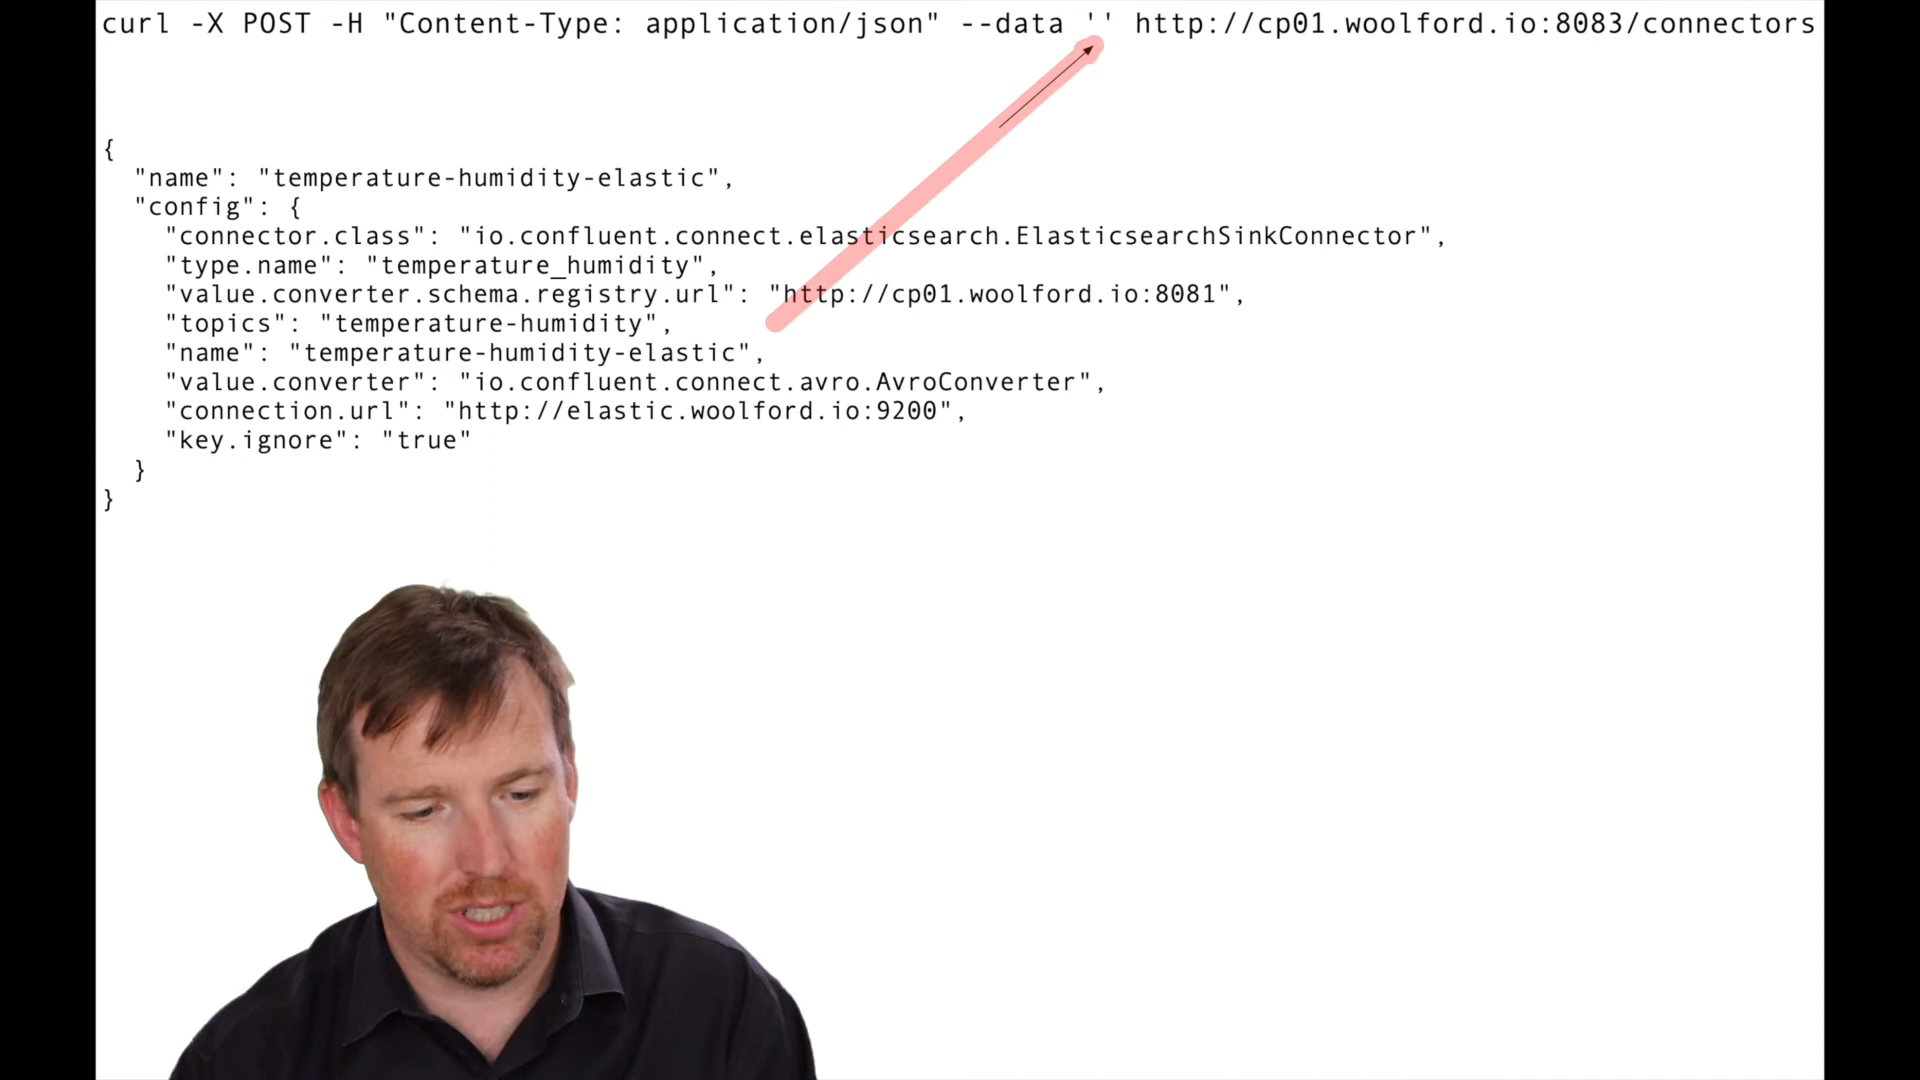 curl -X POST -H "Content-Type: application/json" --data '' http://cp01.woolford.io:8083/connectors
{
  "name": "temperature-humidity-elastic",
  "config": {
    "connector.class": "io.confluent.connect.elasticsearch.ElasticsearchSinkConnector",
    "type.name": "temperature_humidity",
    "value.converter.schema.registry.url": "http://cp01.woolford.io:8081",
    "topics": "temperature-humidity",
    "name": "temperature-humidity-elastic",
    "value.converter": "io.confluent.connect.avro.AvroConverter",
    "connection.url": "http://elastic.woolford.io:9200",
    "key.ignore": "true"
  }
}